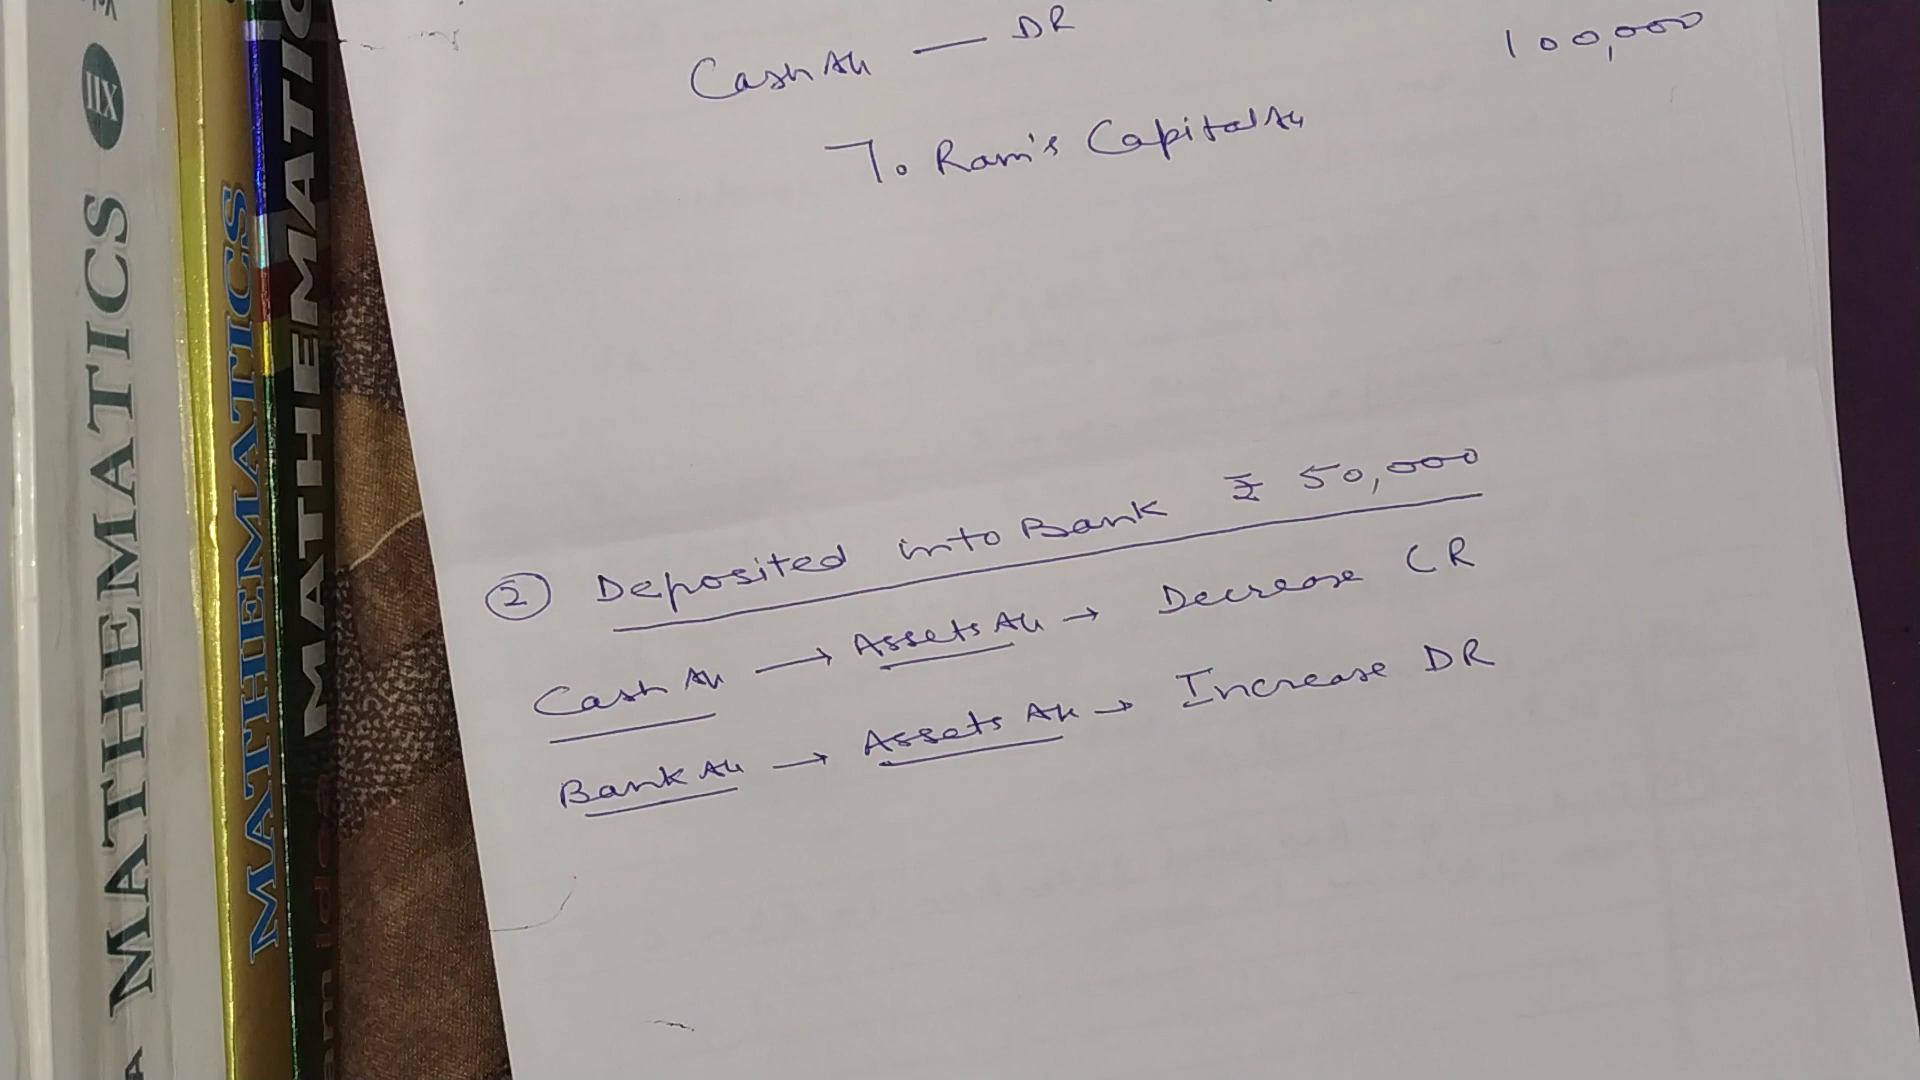 MATHEMATICS XII
MATHEMATICS
MATHEMATIC
Cash A/c — DR 100,000
To Ram's Capital A/c
② Deposited into Bank ₹ 50,000
Cash A/c → Assets A/c → Decrease CR
Bank A/c → Assets A/c → Increase DR